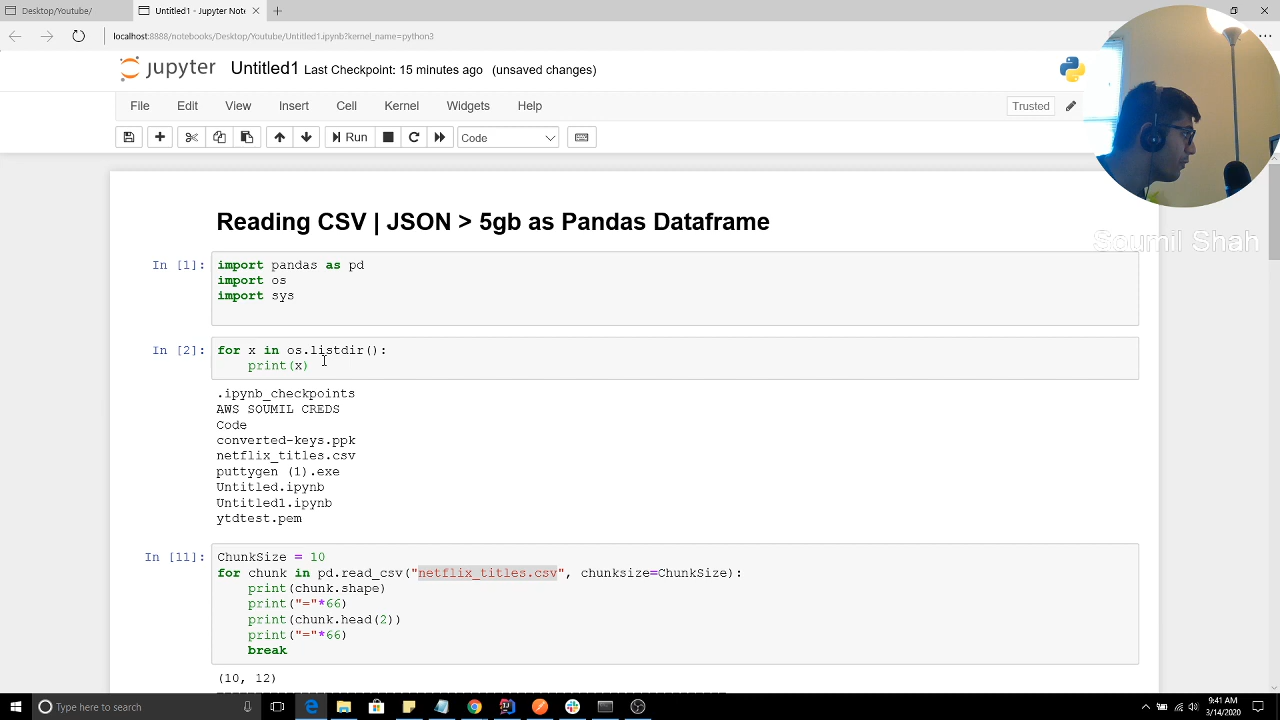 Desktop/Youtube/
Untitled1 - Jupyter Note
localhost:8888/notebooks/Desktop/Youtube/Untitled1.ipynb?kernel_name=python3
jupyter Untitled1 Last Checkpoint: 15 minutes ago (unsaved changes)
File Edit View Insert Cell Kernel Widgets Help Trusted
Run Code
Soumil Shah
Reading CSV | JSON > 5gb as Pandas Dataframe
In [1]: import pandas as pd
import os
import sys
In [2]: for x in os.listdir():
print(x)
.ipynb_checkpoints
AWS SOUMIL CREDS
Code
converted-keys.ppk
netflix_titles.csv
puttygen (1).exe
Untitled.ipynb
Untitled1.ipynb
ytdtest.pem
In [11]: ChunkSize = 10
for chunk in pd.read_csv("netflix_titles.csv", chunksize=ChunkSize):
print(chunk.shape)
print("="*66)
print(chunk.head(2))
print("="*66)
break
(10, 12)
Type here to search
9:41 AM
3/14/2020